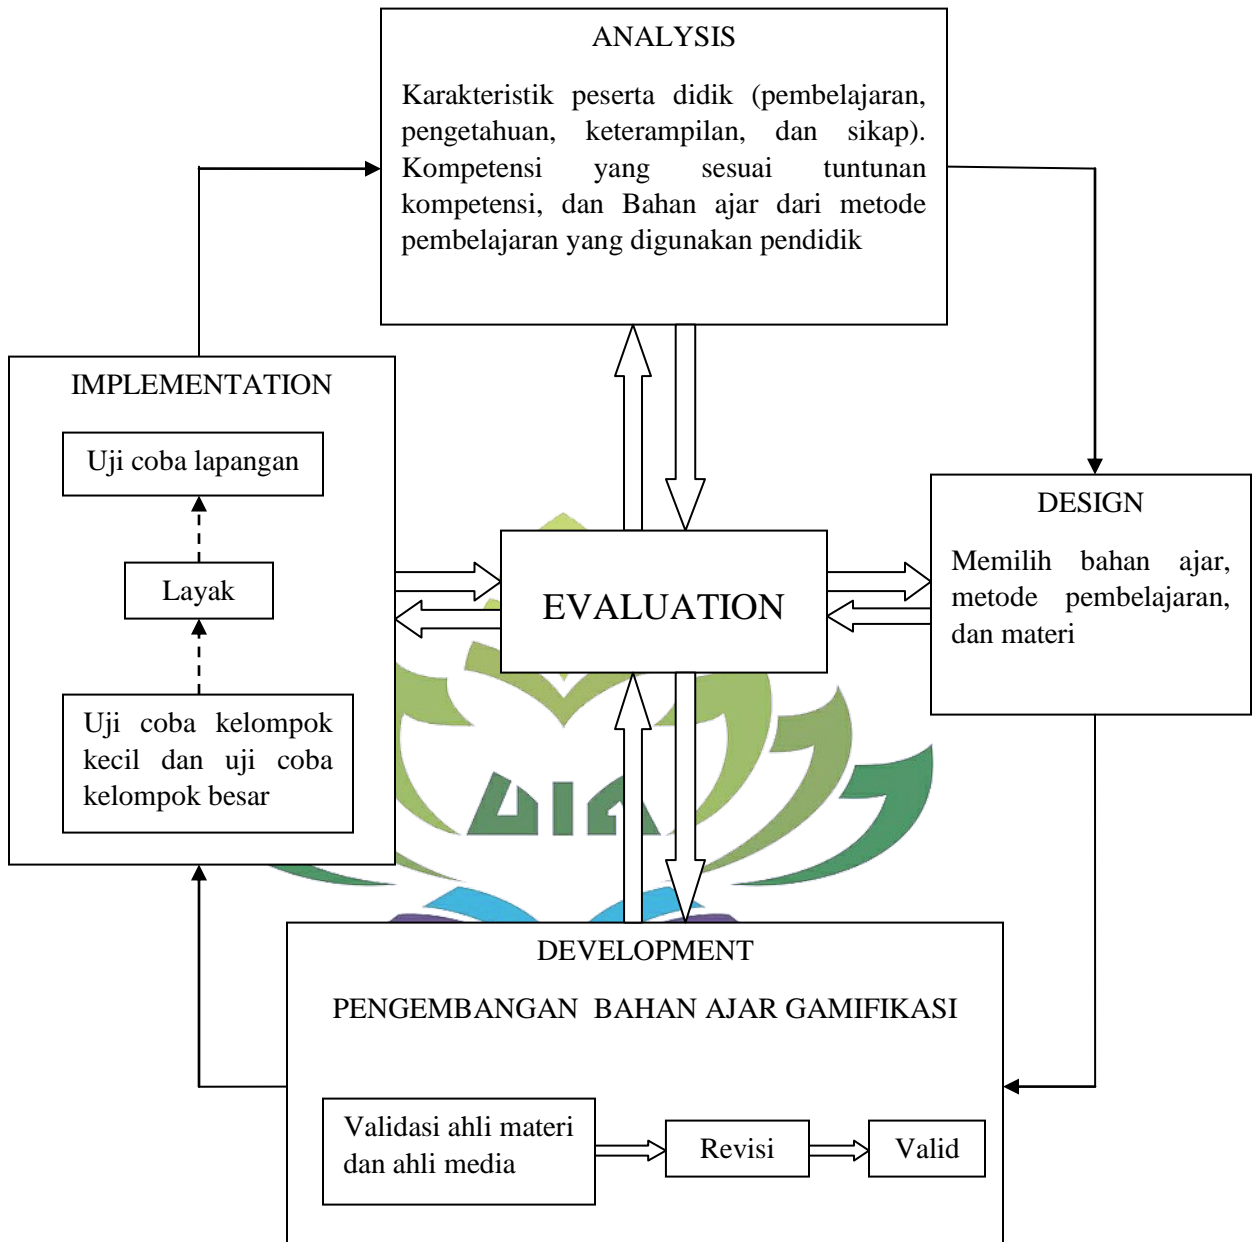 ANALYSIS
Karakteristik peserta didik (pembelajaran,
pengetahuan, keterampilan, dan sikap).
Kompetensi yang sesuai tuntunan
kompetensi, dan Bahan ajar dari metode
pembelajaran yang digunakan pendidik
IMPLEMENTATION
Uji coba lapangan
Layak
Uji coba kelompok
kecil dan uji coba
kelompok besar
EVALUATION
DESIGN
Memilih bahan ajar,
metode pembelajaran,
dan materi
DEVELOPMENT
PENGEMBANGAN BAHAN AJAR GAMIFIKASI
Validasi ahli materi
dan ahli media
Revisi
Valid